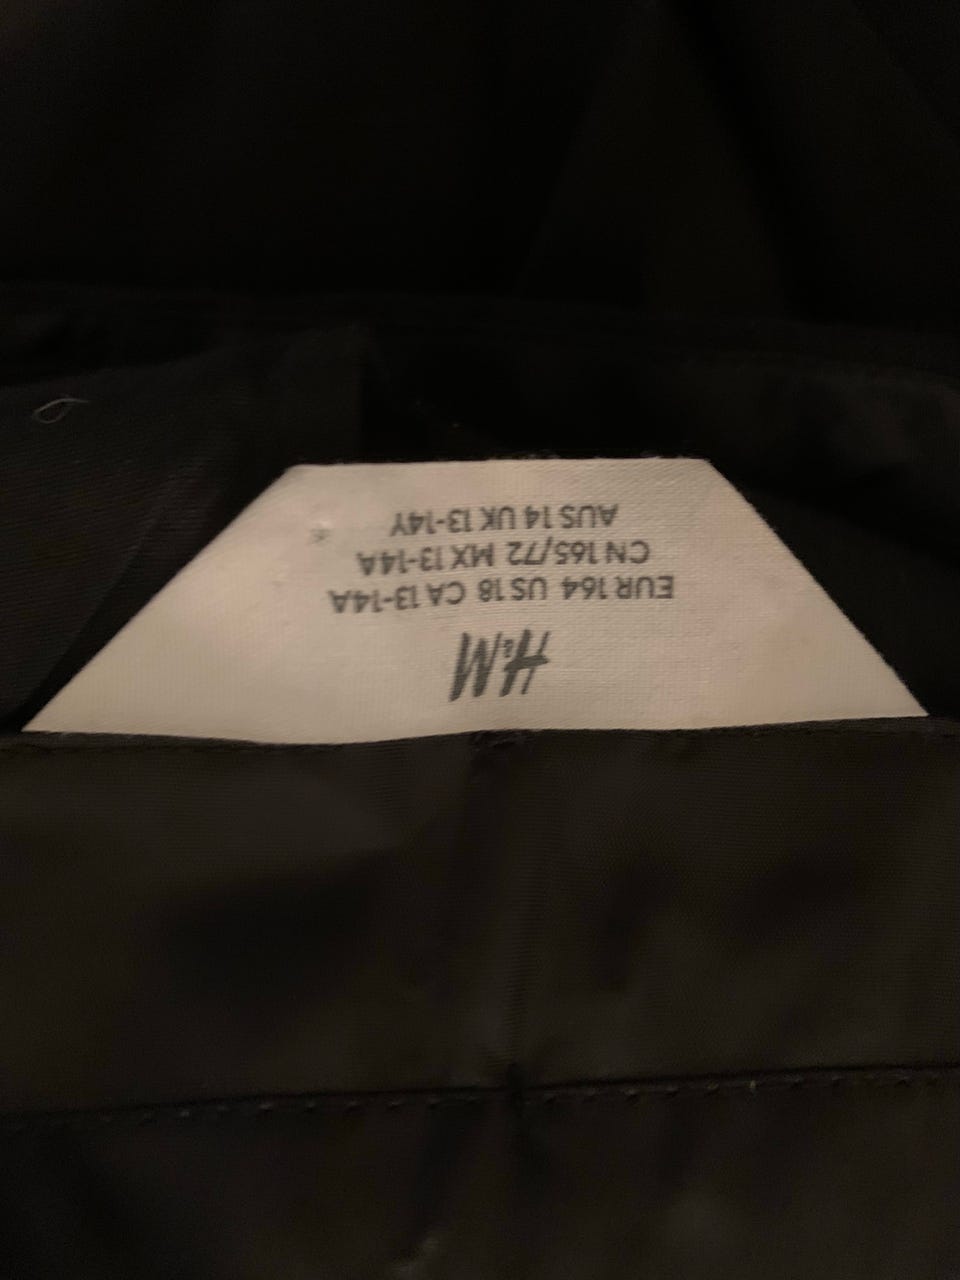 H&M
EUR 164 US 18 CA 13-14A
CN 165/72 MX 13-14A
AUS 14 UK 13-14Y